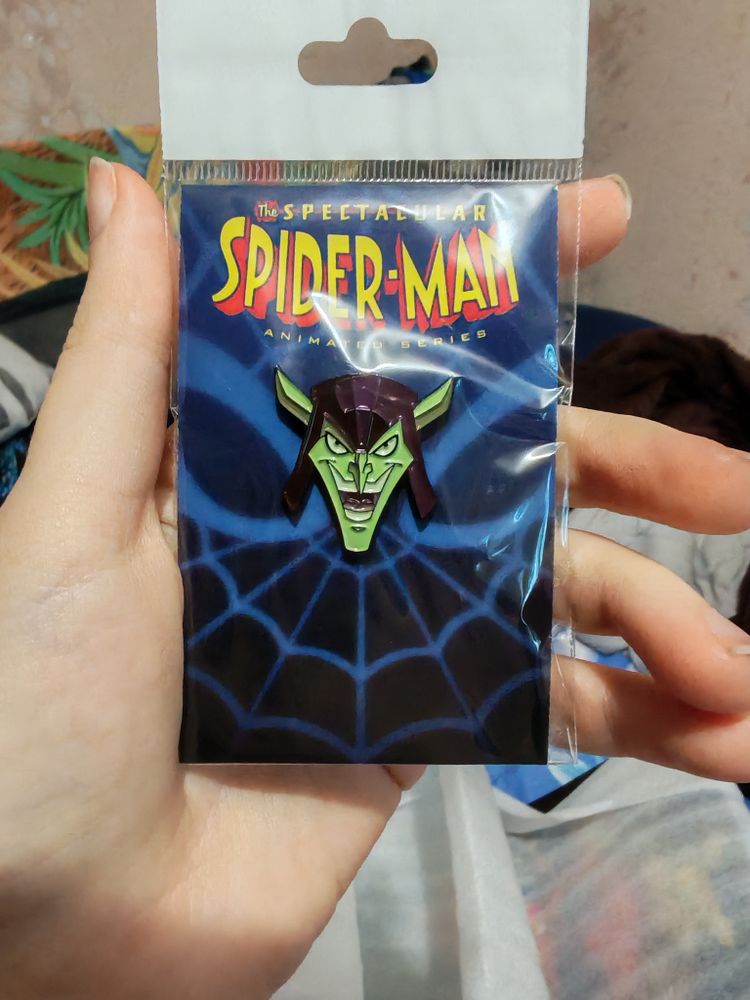 The SPECTACULAR
SPIDER-MAN
ANIMATED SERIES